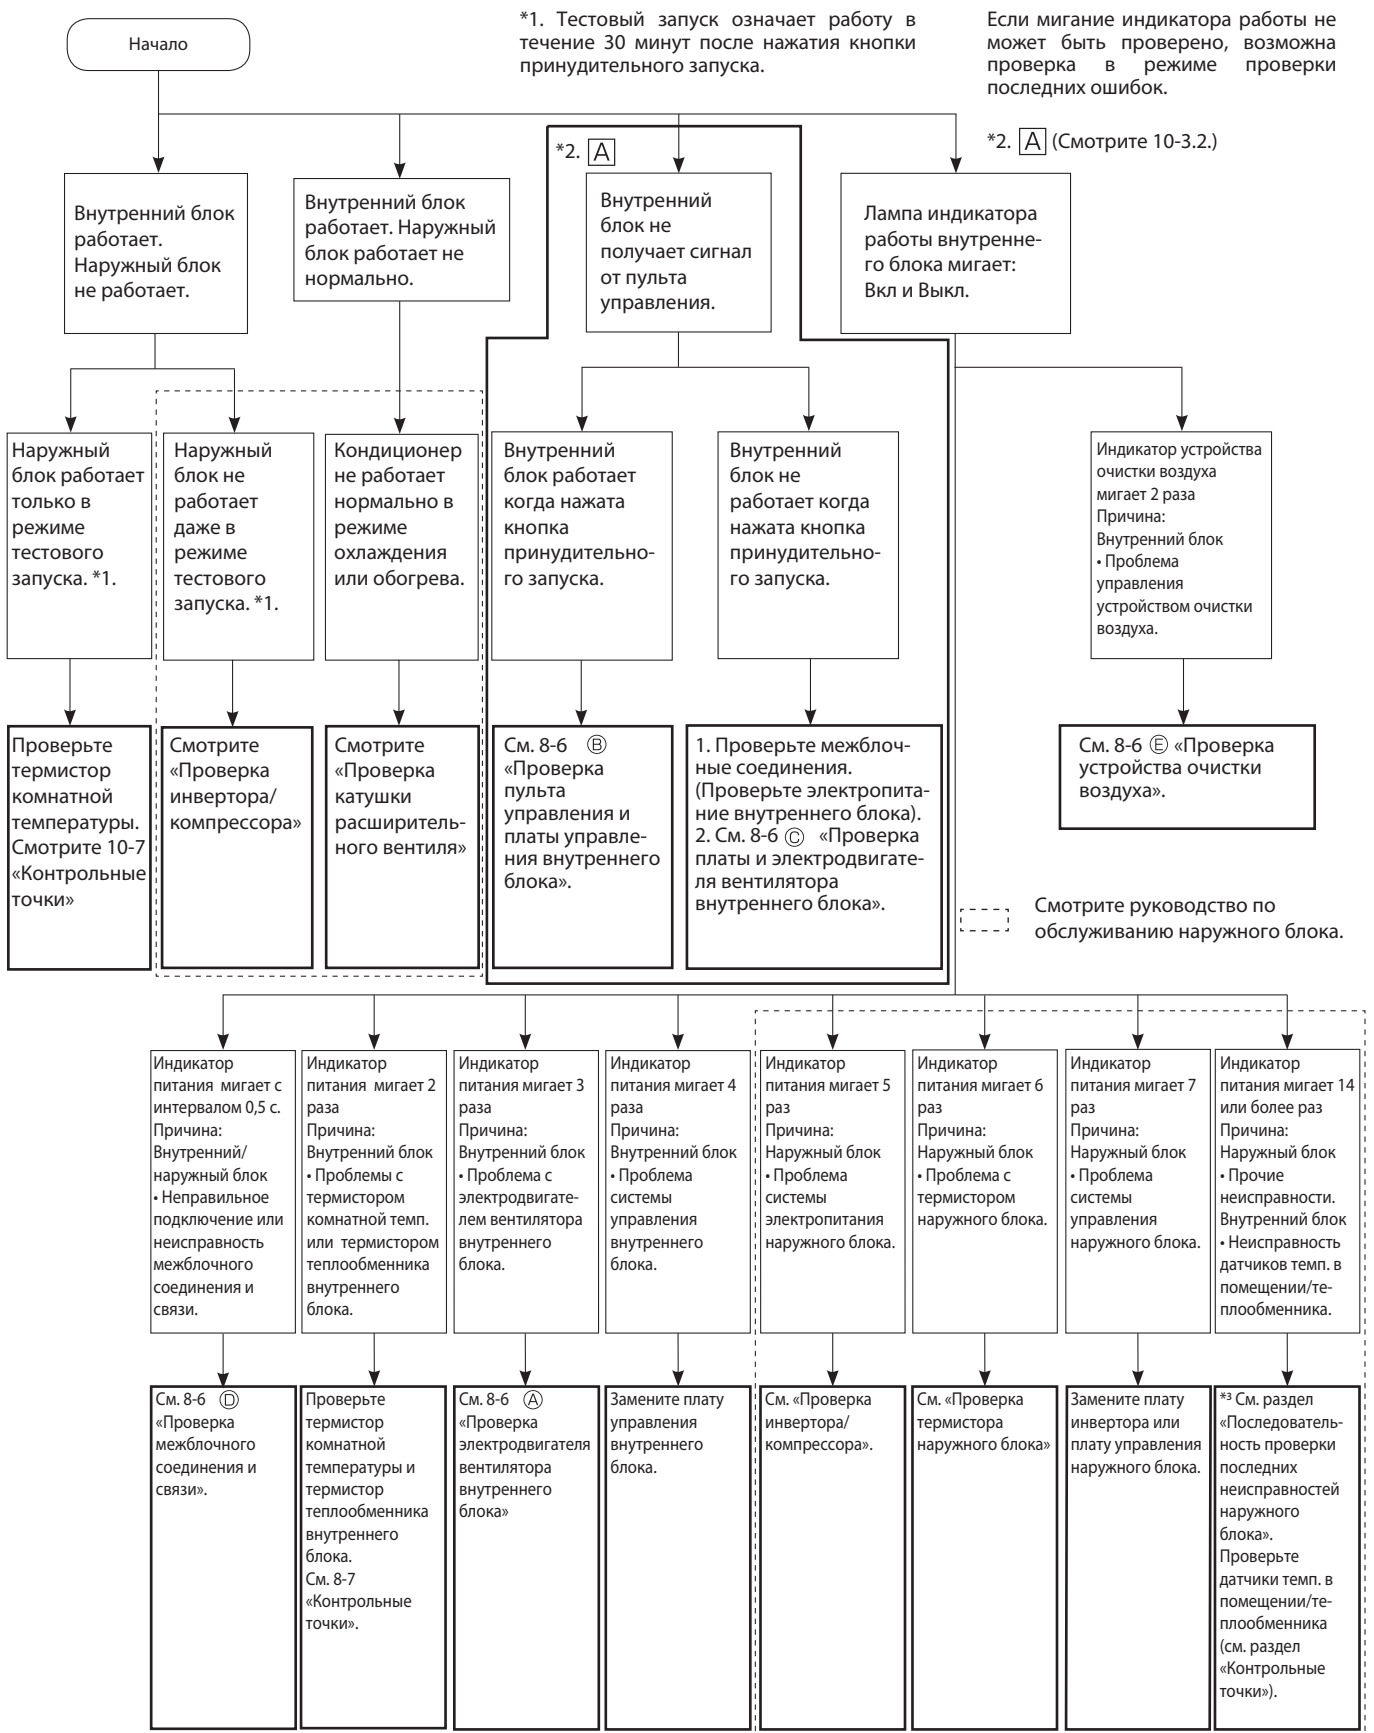 Начало
*1. Тестовый запуск означает работу в
течение 30 минут после нажатия кнопки
принудительного запуска.
Если мигание индикатора работы не
может быть проверено, возможна
проверка в режиме проверки
последних ошибок.
*2. A (Смотрите 10-3.2.)
Внутренний блок
работает.
Наружный блок
не работает.
Внутренний блок
работает. Наружный
блок работает не
нормально.
*2. A
Внутренний
блок не
получает сигнал
от пульта
управления.
Лампа индикатора
работы внутренне-
го блока мигает:
Вкл и Выкл.
Наружный
блок работает
только в
режиме
тестового
запуска. *1.
Наружный
блок не
работает
даже в
режиме
тестового
запуска. *1.
Кондиционер
не работает
нормально в
режиме
охлаждения
или обогрева.
Внутренний
блок работает
когда нажата
кнопка
принудительно-
го запуска.
Внутренний
блок не
работает когда
нажата кнопка
принудительно-
го запуска.
Индикатор устройства
очистки воздуха
мигает 2 раза
Причина:
Внутренний блок
• Проблема
управления
устройством очистки
воздуха.
Проверьте
термистор
комнатной
температуры.
Смотрите 10-7
«Контрольные
точки»
Смотрите
«Проверка
инвертора/
компрессора»
Смотрите
«Проверка
катушки
расширитель-
ного вентиля»
См. 8-6 Ⓑ
«Проверка
пульта
управления и
платы управле-
ния внутреннего
блока».
1. Проверьте межблоч-
ные соединения.
(Проверьте электропита-
ние внутреннего блока).
2. См. 8-6 Ⓒ «Проверка
платы и электродвигате-
ля вентилятора
внутреннего блока».
См. 8-6 Ⓔ «Проверка
устройства очистки
воздуха».
Смотрите руководство по
обслуживанию наружного блока.
Индикатор
питания мигает с
интервалом 0,5 с.
Причина:
Внутренний/
наружный блок
• Неправильное
подключение или
неисправность
межблочного
соединения и
связи.
Индикатор
питания мигает 2
раза
Причина:
Внутренний блок
• Проблемы с
термистором
комнатной темп.
или термистором
теплообменника
внутреннего
блока.
Индикатор
питания мигает 3
раза
Причина:
Внутренний блок
• Проблема с
электродвигате-
лем вентилятора
внутреннего
блока.
Индикатор
питания мигает 4
раза
Причина:
Внутренний блок
• Проблема
системы
управления
внутреннего
блока.
Индикатор
питания мигает 5
раз
Причина:
Наружный блок
• Проблема
системы
электропитания
наружного блока.
Индикатор
питания мигает 6
раз
Причина:
Наружный блок
• Проблема с
термистором
наружного блока.
Индикатор
питания мигает 7
раз
Причина:
Наружный блок
• Проблема
системы
управления
наружного блока.
Индикатор
питания мигает 14
или более раз
Причина:
Наружный блок
• Прочие
неисправности.
Внутренний блок
• Неисправность
датчиков темп. в
помещении/те-
плообменника.
См. 8-6 Ⓓ
«Проверка
межблочного
соединения и
связи».
Проверьте
термистор
комнатной
температуры и
термистор
теплообменника
внутреннего
блока.
См. 8-7
«Контрольные
точки».
См. 8-6 Ⓐ
«Проверка
электродвигателя
вентилятора
внутреннего
блока»
Замените плату
управления
внутреннего
блока.
См. «Проверка
инвертора/
компрессора».
См. «Проверка
термистора
наружного блока»
Замените плату
инвертора или
плату управления
наружного блока.
*³ См. раздел
«Последователь-
ность проверки
последних
неисправностей
наружного
блока».
Проверьте
датчики темп. в
помещении/те-
плообменника
(см. раздел
«Контрольные
точки»).